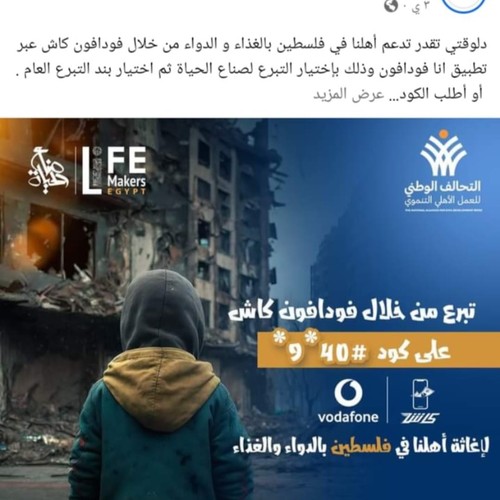 ٣ ي
دلوقتي تقدر تدعم أهلنا في فلسطين بالغذاء و الدواء من خلال فودافون كاش عبر
تطبيق انا فودافون وذلك بإختيار التبرع لصناع الحياة ثم اختيار بند التبرع العام .
أو أطلب الكود... عرض المزيد
صناع الحياة
LIFE
Makers
EGYPT
التحالف الوطني
للعمل الأهلي التنموي
تبرع من خلال فودافون كاش
على كود #40*9*
vodafone
كاش
لإغاثة أهلنا في فلسطين بالدواء والغذاء